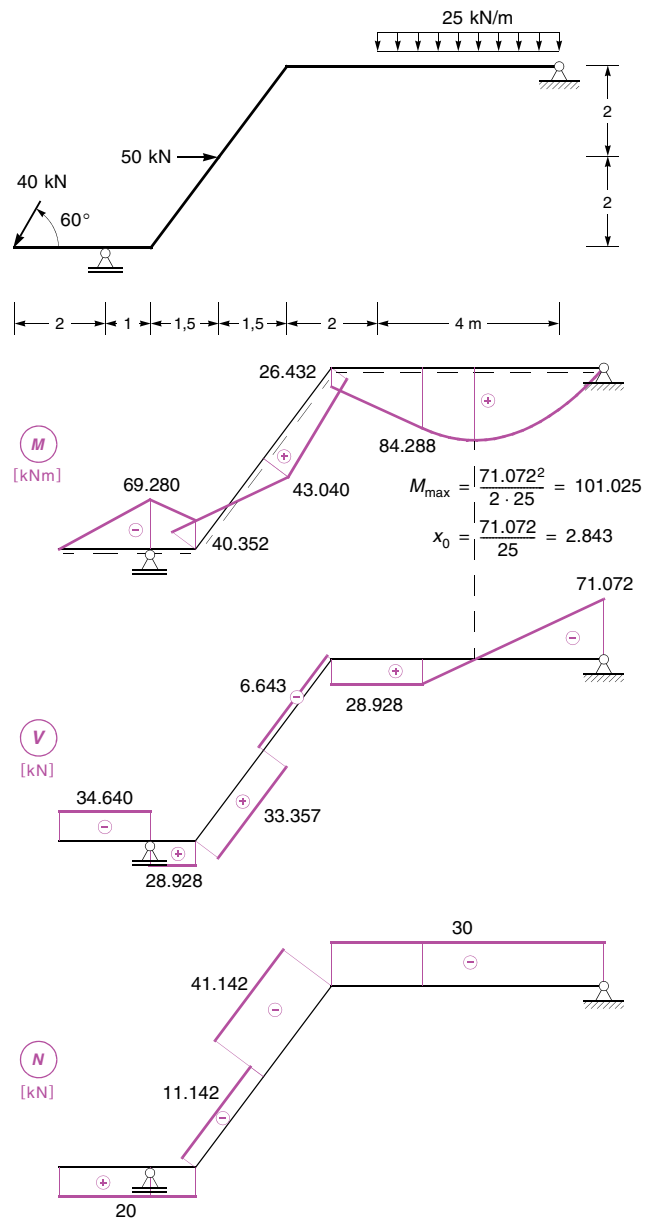 25 kN/m
2
50 kN
40 kN
60°
2
2 1 1,5 1,5 2 4 m
26.432
M
[kNm]
84.288
69.280
43.040
M max = 71.072² / 2 · 25 = 101.025
40.352
x0 = 71.072 / 25 = 2.843
71.072
6.643
28.928
V
[kN]
34.640
33.357
28.928
30
41.142
N
[kN]
11.142
20